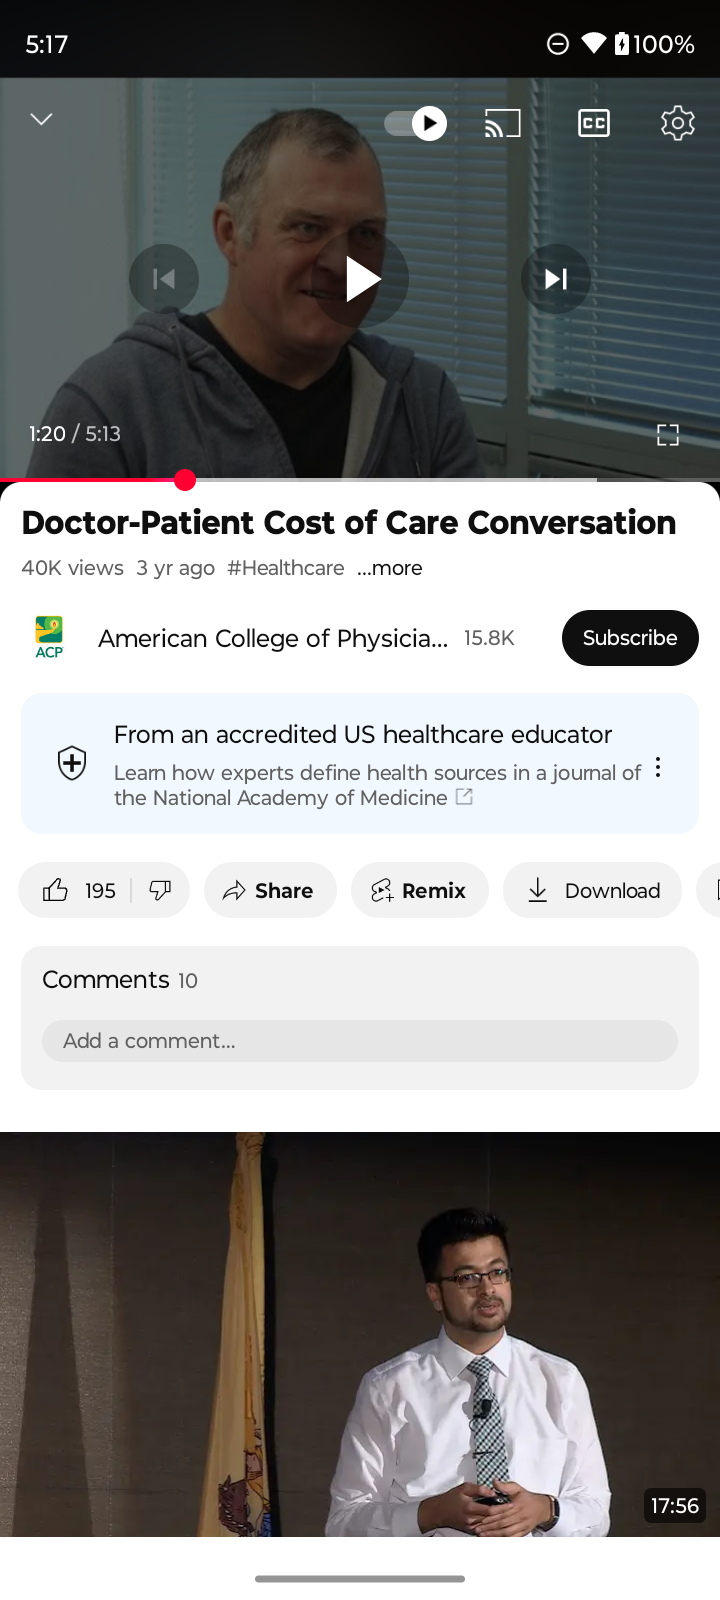 5:17
100%
CC
1:20 / 5:13
Doctor-Patient Cost of Care Conversation
40K views 3 yr ago #Healthcare ...more
ACP
American College of Physicia... 15.8K
Subscribe
From an accredited US healthcare educator
Learn how experts define health sources in a journal of
the National Academy of Medicine
195
Share
Remix
Download
Comments 10
Add a comment...
17:56